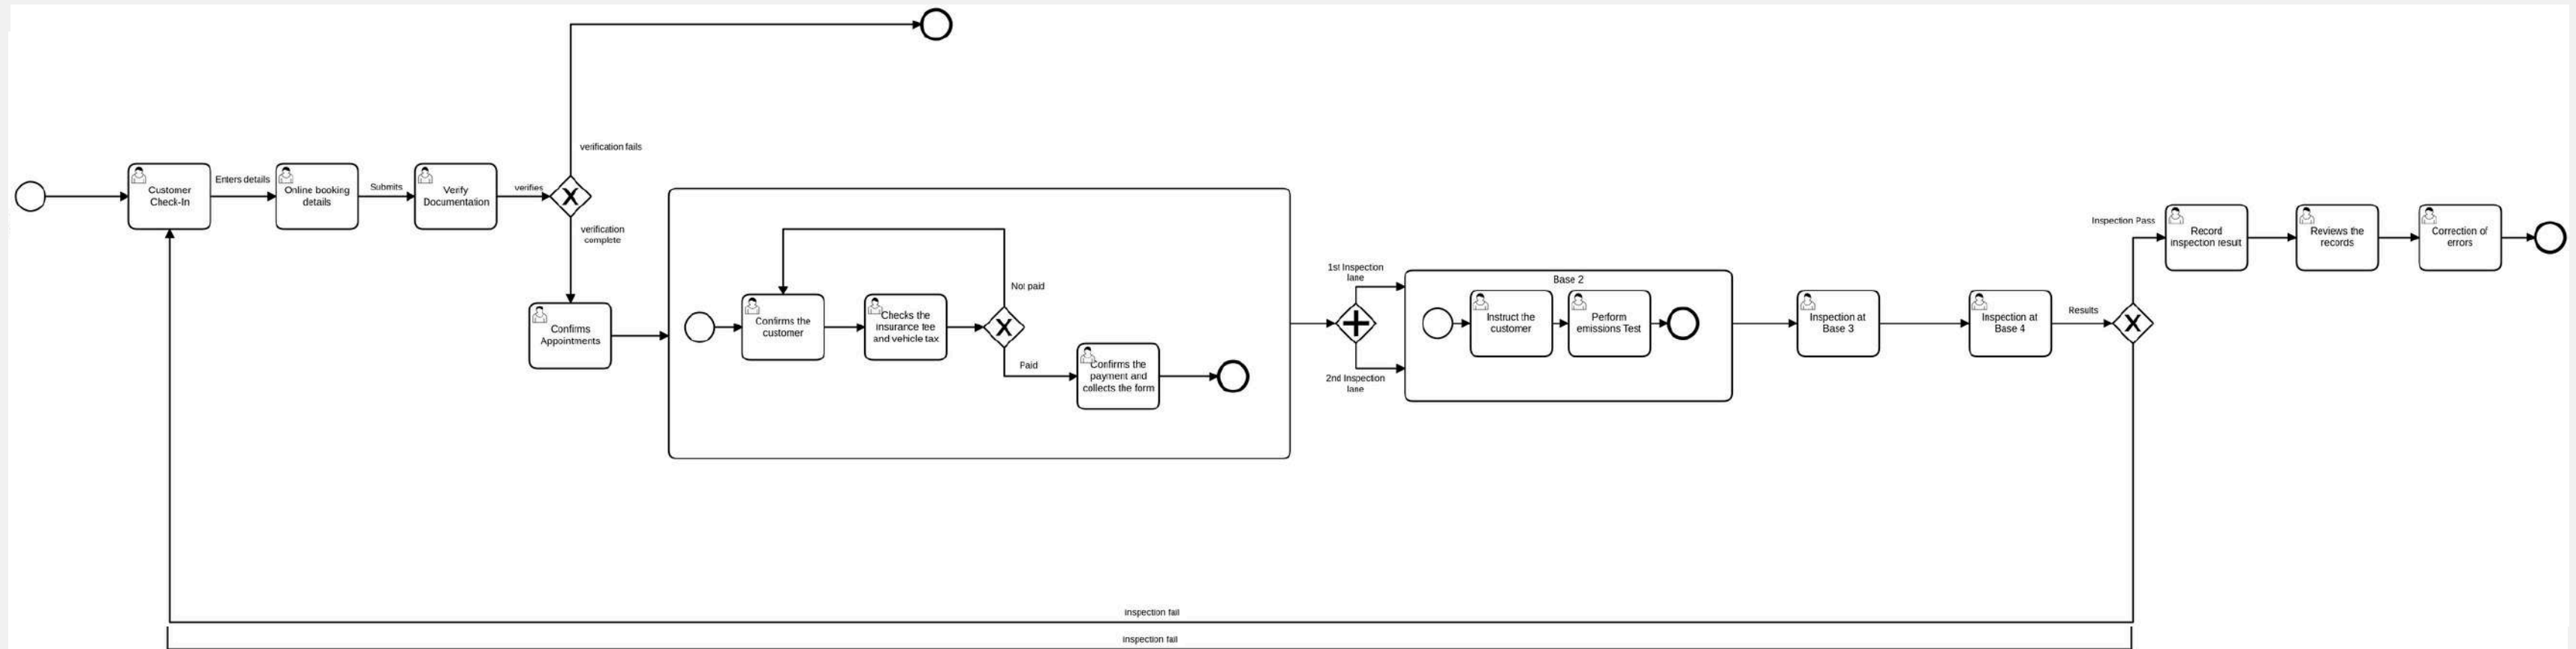 verification fails
Customer
Check-In
Enters details
Online booking
details
Submits
Verify
Documentation
verifies
X
verification
complete
Confirms
Appointments
Confirms the
customer
Checks the
insurance fee
and vehicle tax
X
Not paid
Paid
Confirms the
payment and
collects the form
1st Inspection
lane
2nd Inspection
lane
Base 2
Instruct the
customer
Perform
emissions Test
Inspection at
Base 3
Inspection at
Base 4
Results
X
Inspection Pass
Record
inspection result
Reviews the
records
Correction of
errors
inspection fail
inspection fail